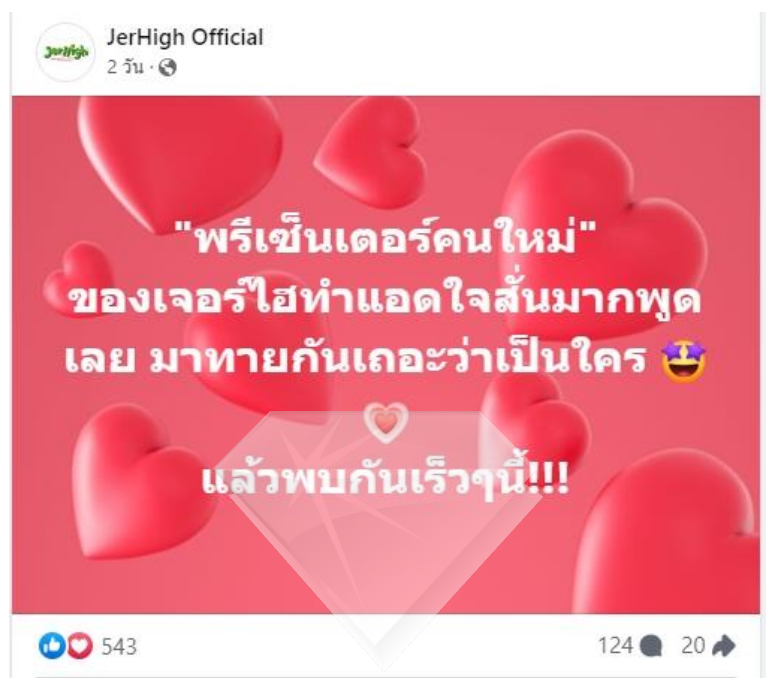 JerHigh
JerHigh Official
2 วัน ·
"พรีเซ็นเตอร์คนใหม่"
ของเจอร์ไฮทำแอดใจสั่นมากพูด
เลย มาทายกันเถอะว่าเป็นใคร 🤩
💗
แล้วพบกันเร็วๆนี้!!!
543
124 20